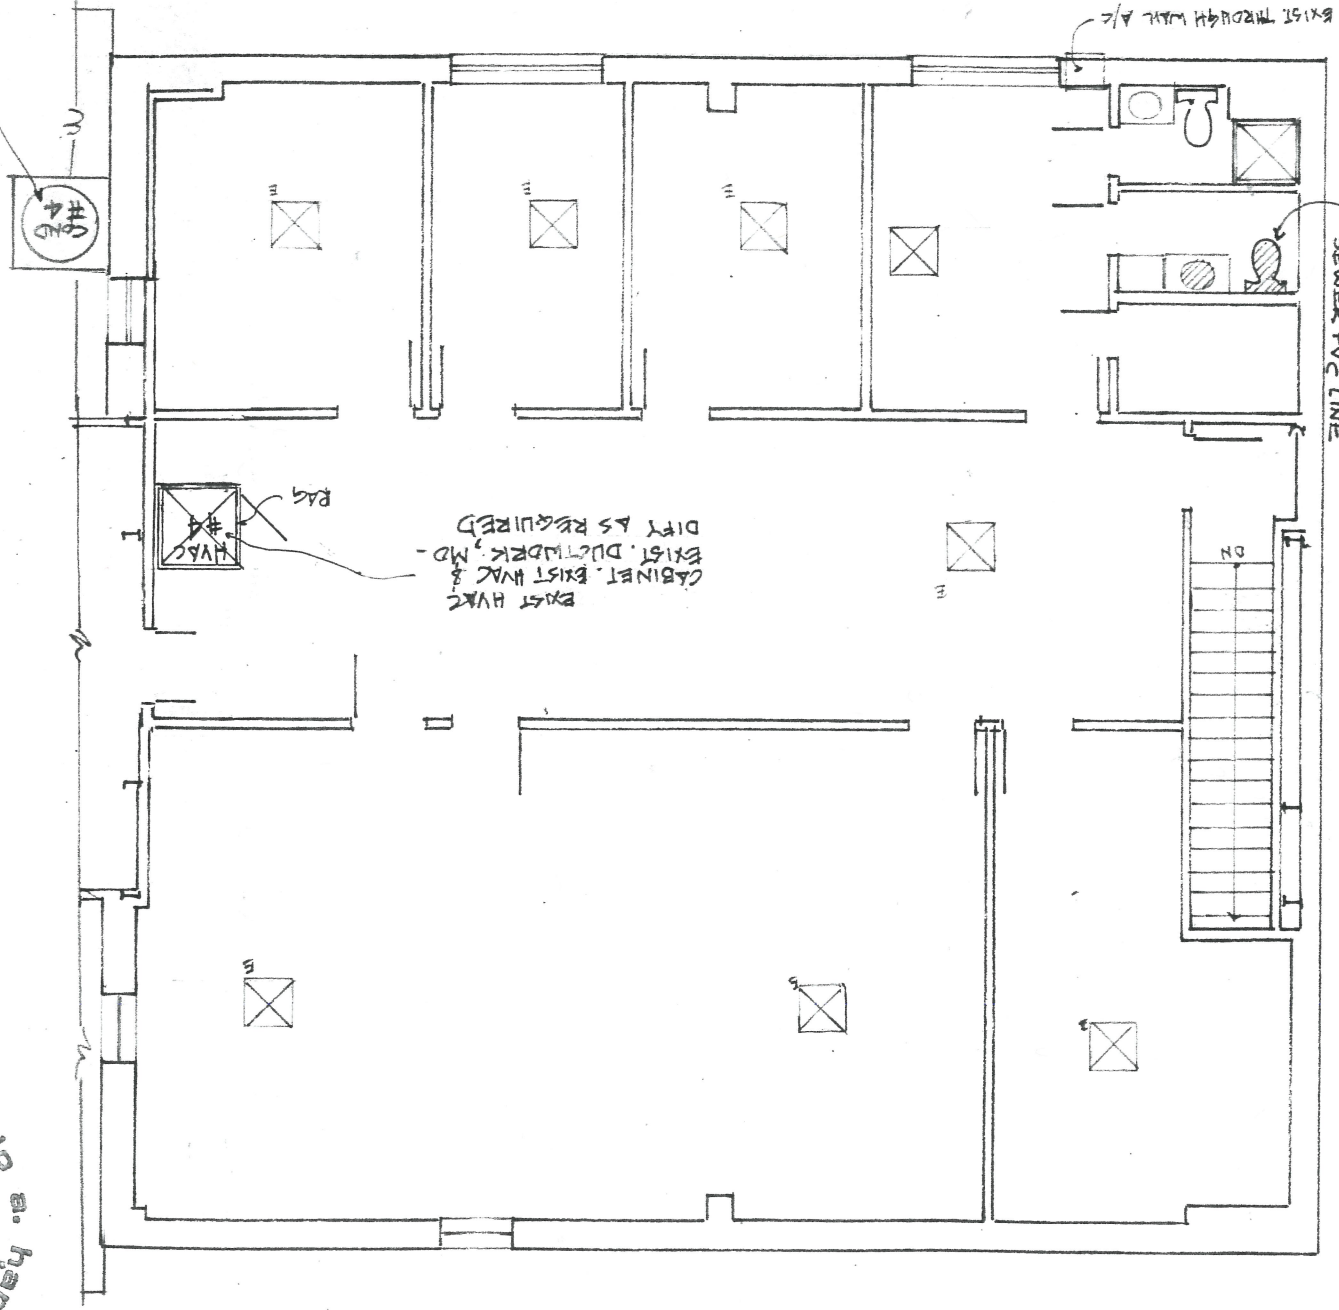 EXIST. THROUGH WALL A/C
COND
#4
SEWER PVC LINE
E
E
E
RAG
HVAC
#4
EXIST HVAC
CABINET. EXIST HVAC &
EXIST. DUCTWORK, MO-
DIFY AS REQUIRED
E
DN
E
E
E